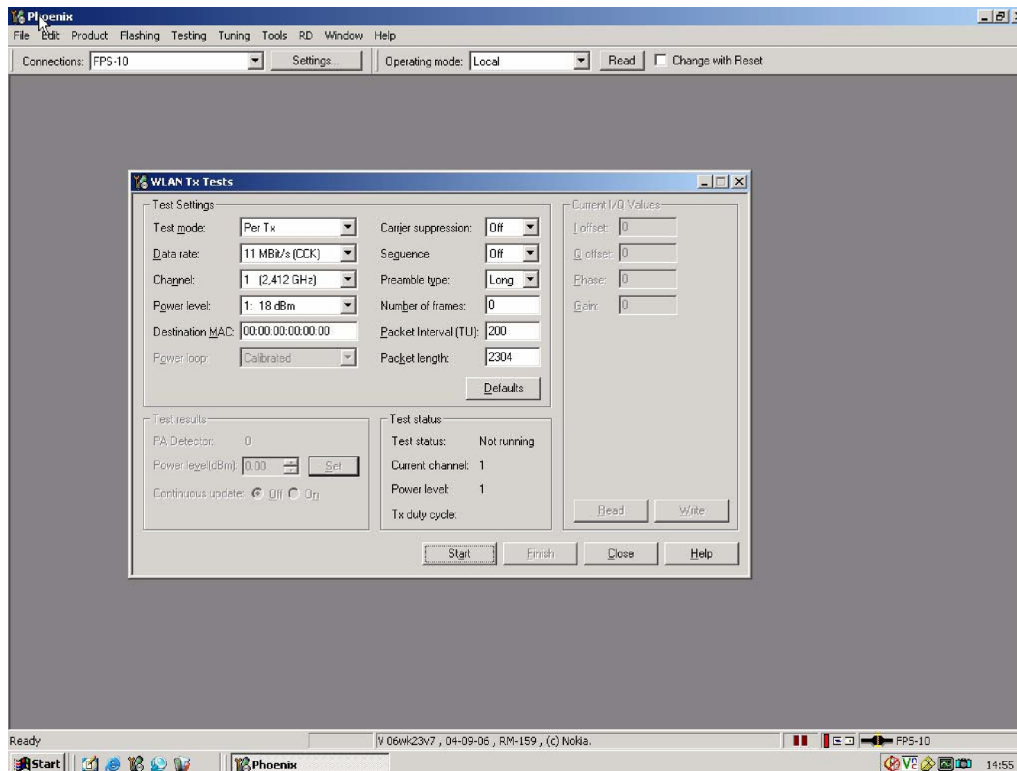 Phoenix
File Edit Product Flashing Testing Tuning Tools RD Window Help
Connections: FPS-10 Settings... Operating mode: Local Read Change with Reset
WLAN Tx Tests
Test Settings
Test mode: Per Tx Carrier suppression: Off
Data rate: 11 MBit/s (CCK) Sequence Off
Channel: 1 (2,412 GHz) Preamble type: Long
Power level: 1: 18 dBm Number of frames: 0
Destination MAC: 00:00:00:00:00:00 Packet Interval (TU): 200
Power loop: Calibrated Packet length: 2304
Defaults
Current I/Q Values
I offset: 0
Q offset: 0
Phase: 0
Gain: 0
Test results
PA Detector: 0
Power level(dBm): 0.00 Set
Continuous update: Off On
Test status
Test status: Not running
Current channel: 1
Power level: 1
Tx duty cycle:
Read Write
Start Finish Close Help
Ready V 06wk23v7 , 04-09-06 , RM-159 , (c) Nokia. FPS-10
Start Phoenix 14:55